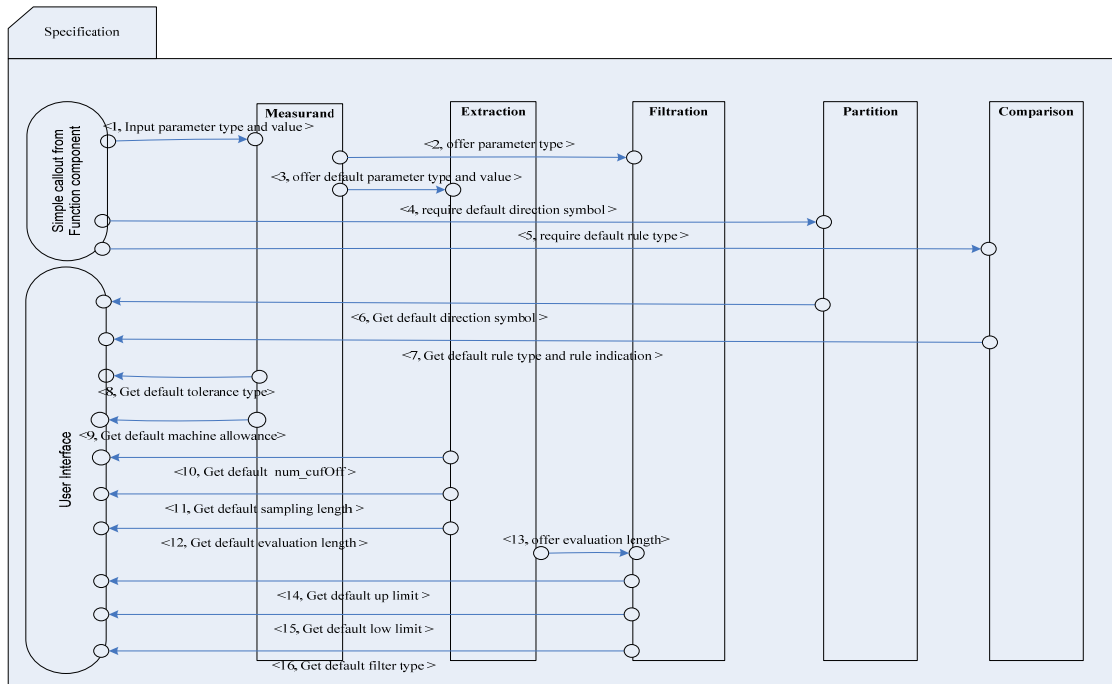 Specification
Measurand
Extraction
Filtration
Partition
Comparison
Simple callout from
Function component
<1, Input parameter type and value>
<2, offer parameter type>
<3, offer default parameter type and value>
<4, require default direction symbol>
<5, require default rule type>
User Interface
<6, Get default direction symbol>
<7, Get default rule type and rule indication>
<8, Get default tolerance type>
<9, Get default machine allowance>
<10, Get default num_cufOff>
<11, Get default sampling length>
<12, Get default evaluation length>
<13, offer evaluation length>
<14, Get default up limit>
<15, Get default low limit>
<16, Get default filter type>